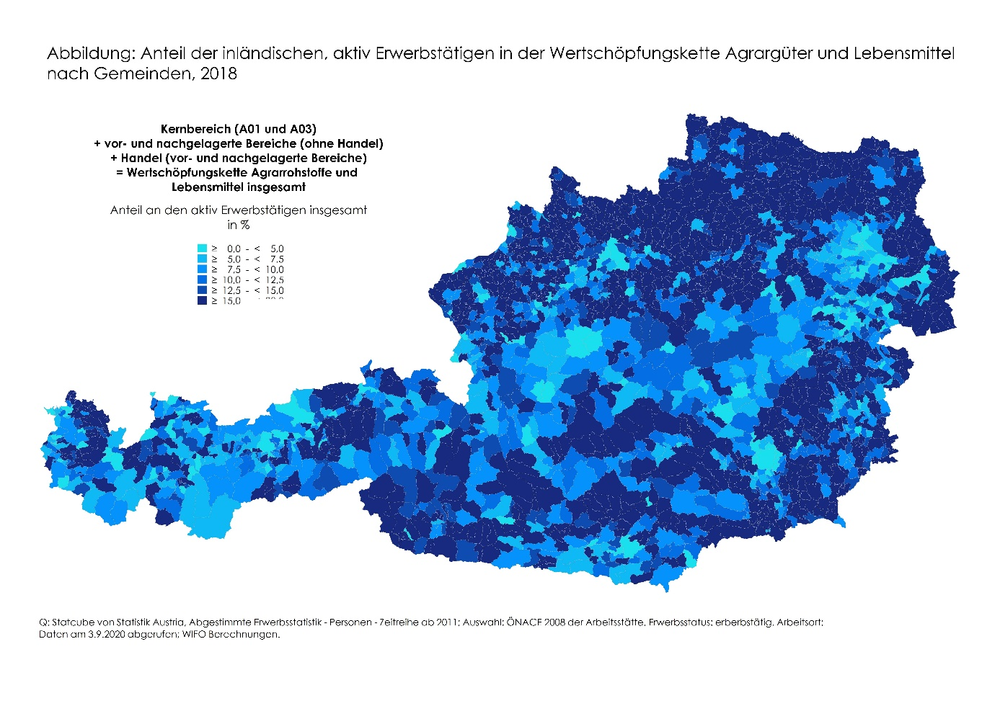 Abbildung: Anteil der inländischen, aktiv Erwerbstätigen in der Wertschöpfungskette Agrargüter und Lebensmittel
nach Gemeinden, 2018
Kernbereich (A01 und A03)
+ vor- und nachgelagerte Bereiche (ohne Handel)
+ Handel (vor- und nachgelagerte Bereiche)
= Wertschöpfungskette Agrarrohstoffe und
Lebensmittel insgesamt
Anteil an den aktiv Erwerbstätigen insgesamt
in %
≥ 0,0 - < 5,0
≥ 5,0 - < 7,5
≥ 7,5 - < 10,0
≥ 10,0 - < 12,5
≥ 12,5 - < 15,0
≥ 15,0
Q: Statcube von Statistik Austria, Abgestimmte Erwerbsstatistik - Personen - Zeitreihe ab 2011; Auswahl: ÖNACE 2008 der Arbeitsstätte, Erwerbsstatus: erberbstätig, Arbeitsort;
Daten am 3.9.2020 abgerufen; WIFO Berechnungen.